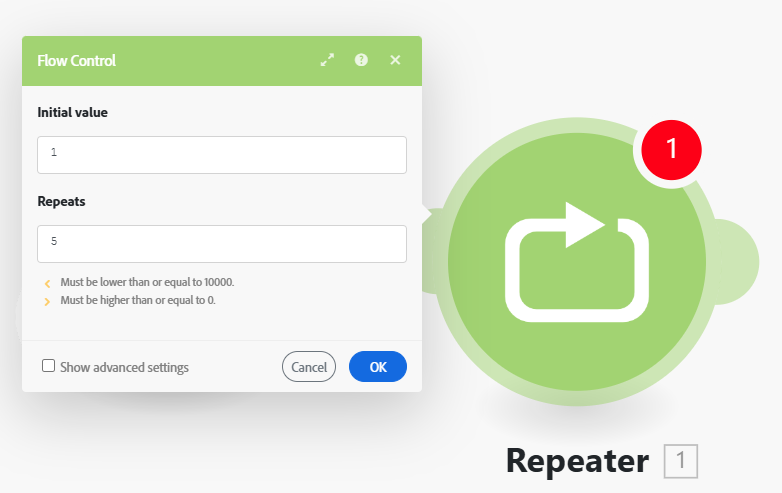 Flow Control
Initial value
1
Repeats
5
Must be lower than or equal to 10000.
Must be higher than or equal to 0.
Show advanced settings
Cancel
OK
1
Repeater 1